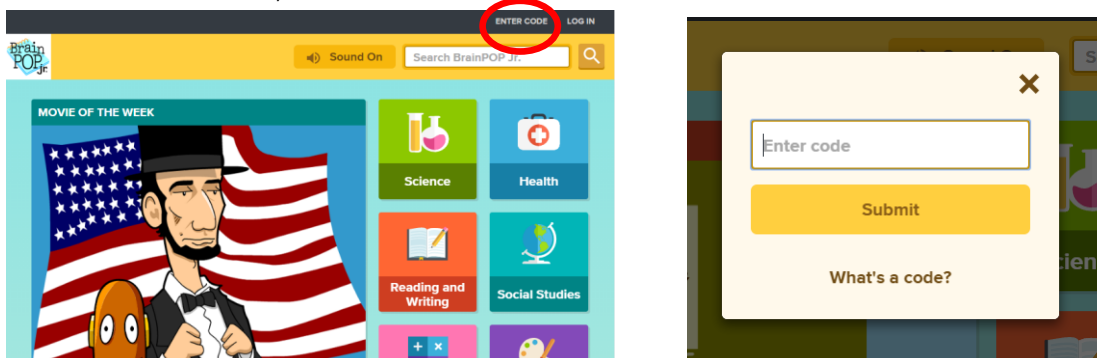 ENTER CODE LOG IN
Brain
POP
Jr.
Sound On
Search BrainPOP Jr.
MOVIE OF THE WEEK
Science
Health
Reading and
Writing
Social Studies
Enter code
Submit
What's a code?